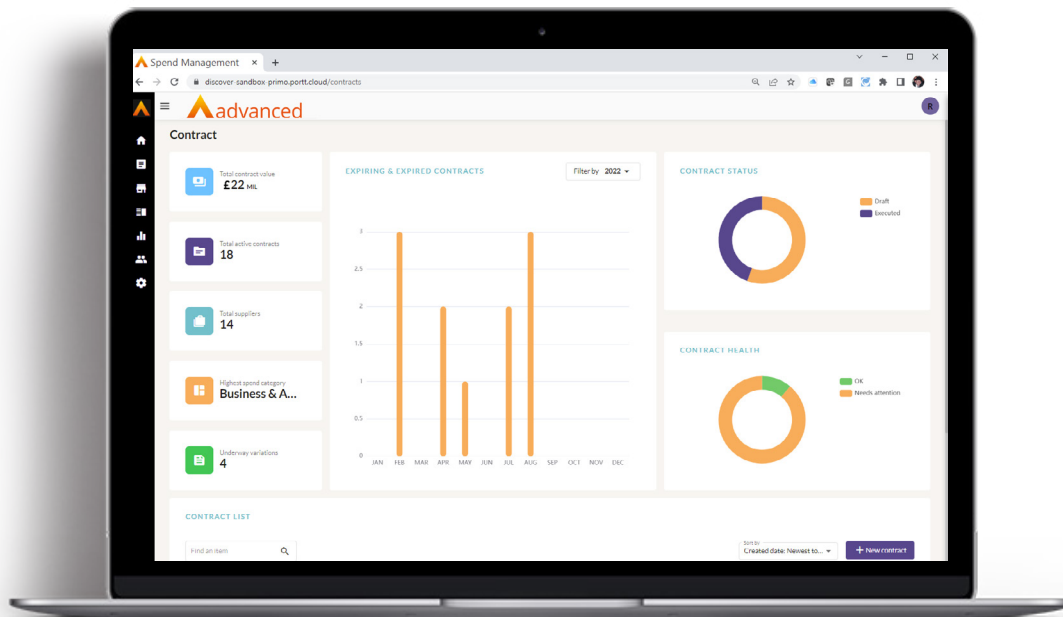 Spend Management
discover-sandbox-primo.portt.cloud/contracts
advanced
R
Contract
Total contract value
£22 MIL
Total active contracts
18
Total suppliers
14
Highest spend category
Business & A...
Underway variations
4
EXPIRING & EXPIRED CONTRACTS
Filter by 2022
3
2.5
2
1.5
1
0.5
0
JAN FEB MAR APR MAY JUN JUL AUG SEP OCT NOV DEC
CONTRACT STATUS
Draft
Executed
CONTRACT HEALTH
OK
Needs attention
CONTRACT LIST
Find an item
Sort by
Created date: Newest to...
+ New contract